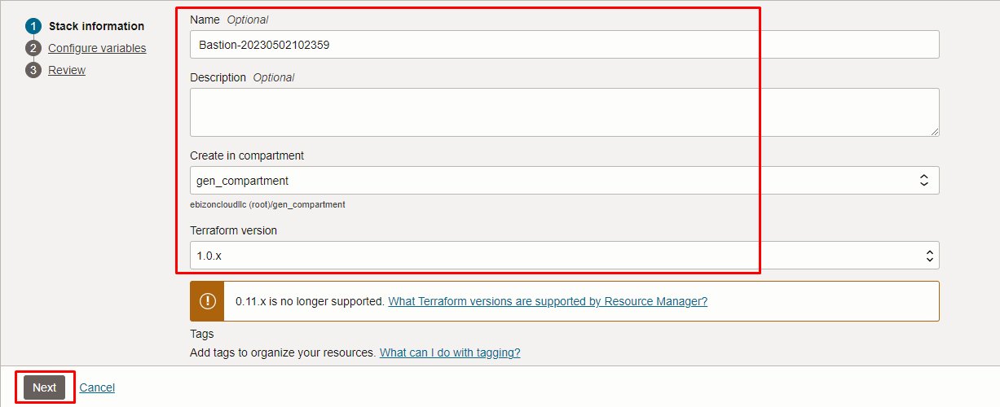 1 Stack information
2 Configure variables
3 Review
Name Optional
Bastion-20230502102359
Description Optional
Create in compartment
gen_compartment
ebizoncloudllc (root)/gen_compartment
Terraform version
1.0.x
0.11.x is no longer supported. What Terraform versions are supported by Resource Manager?
Tags
Add tags to organize your resources. What can I do with tagging?
Next Cancel